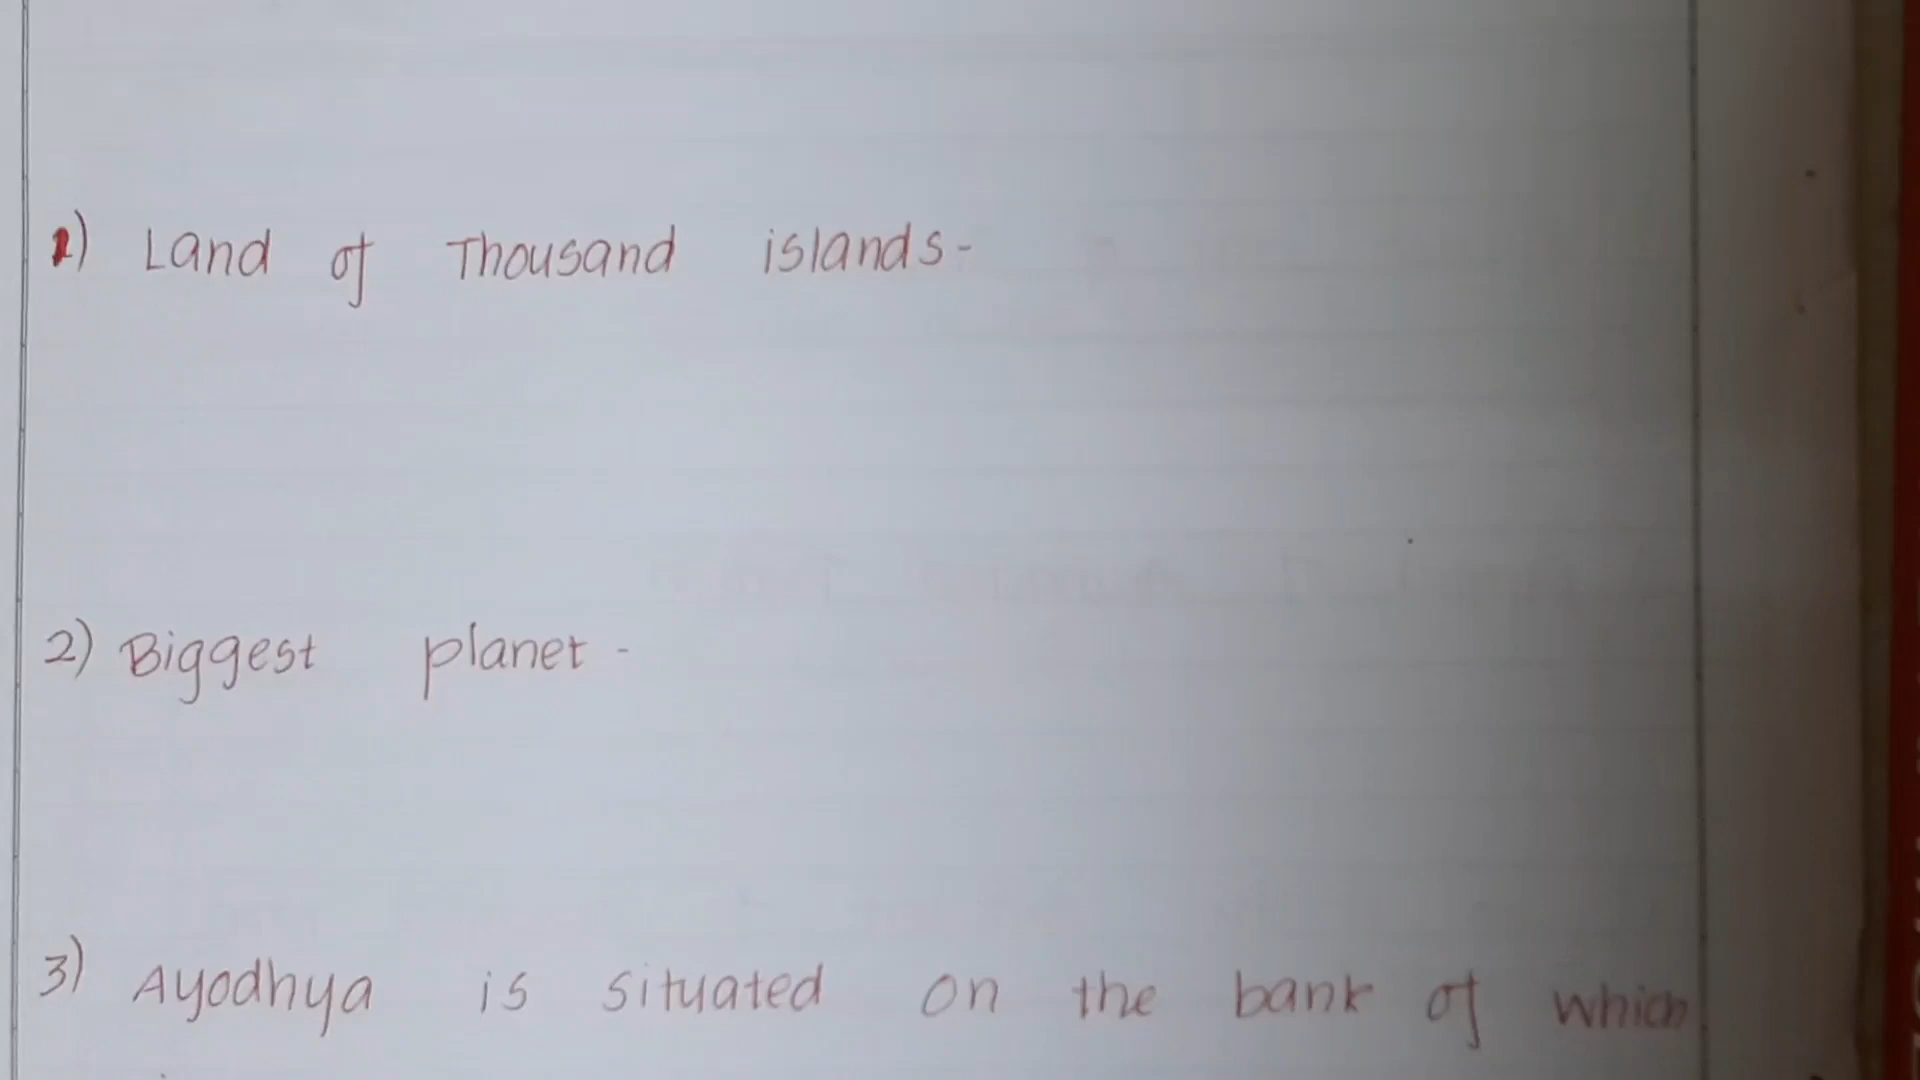 1) Land of Thousand islands-
2) Biggest planet -
3) Ayodhya is situated on the bank of which